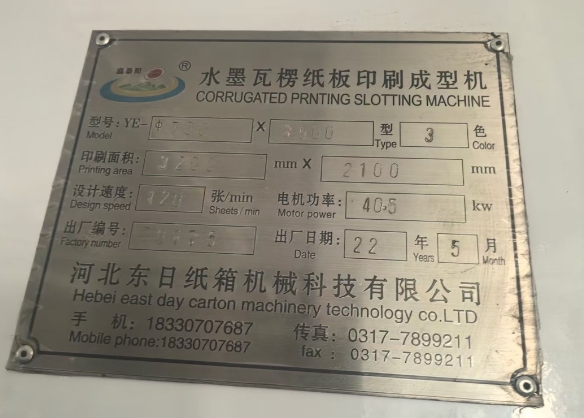 ® 水墨瓦楞纸板印刷成型机
CORRUGATED PRNTING SLOTTING MACHINE
型号:YE- X 型 3 色
Model Type Color
印刷面积: mm X 2100 mm
Printing area
设计速度: 张/min 电机功率: 40.5 kw
Design speed Sheets / min Motor power
出厂编号: 出厂日期: 22 年 5 月
Factory number Date Years Month
河北东日纸箱机械科技有限公司
Hebei east day carton machinery technology co.LTD
手 机: 18330707687 传真: 0317-7899211
Mobile phone:18330707687 fax : 0317-7899211